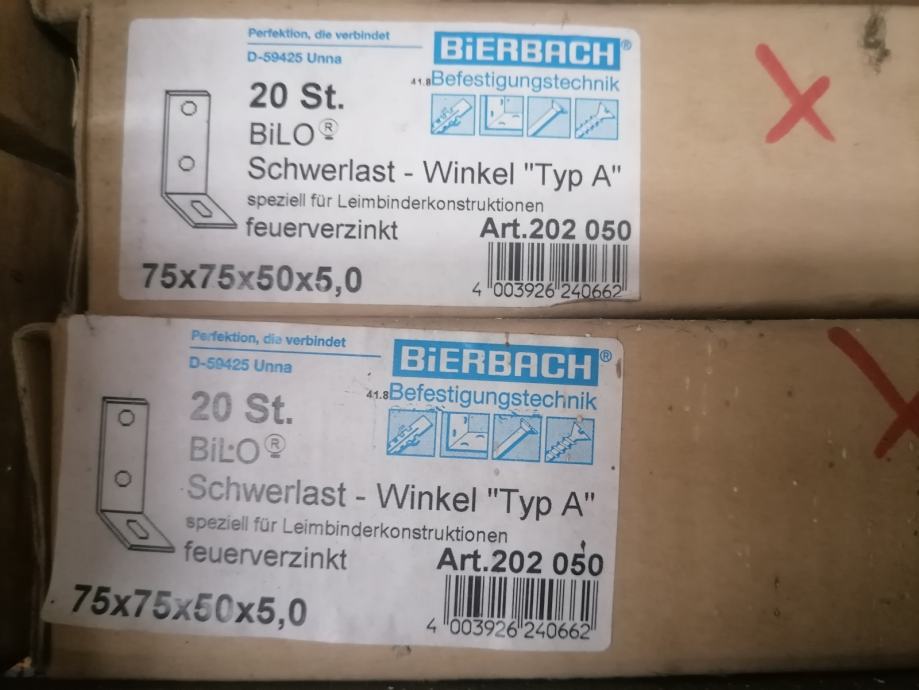 Perfektion, die verbindet
D-59425 Unna
BiERBACH®
41.8 Befestigungstechnik
20 St.
BiLO®
Schwerlast - Winkel "Typ A"
speziell für Leimbinderkonstruktionen
feuerverzinkt
Art.202 050
75x75x50x5,0
4 003926 240662
Perfektion, die verbindet
D-59425 Unna
BiERBACH®
41.8 Befestigungstechnik
20 St.
BiLO®
Schwerlast - Winkel "Typ A"
speziell für Leimbinderkonstruktionen
feuerverzinkt
Art.202 050
75x75x50x5,0
4 003926 240662